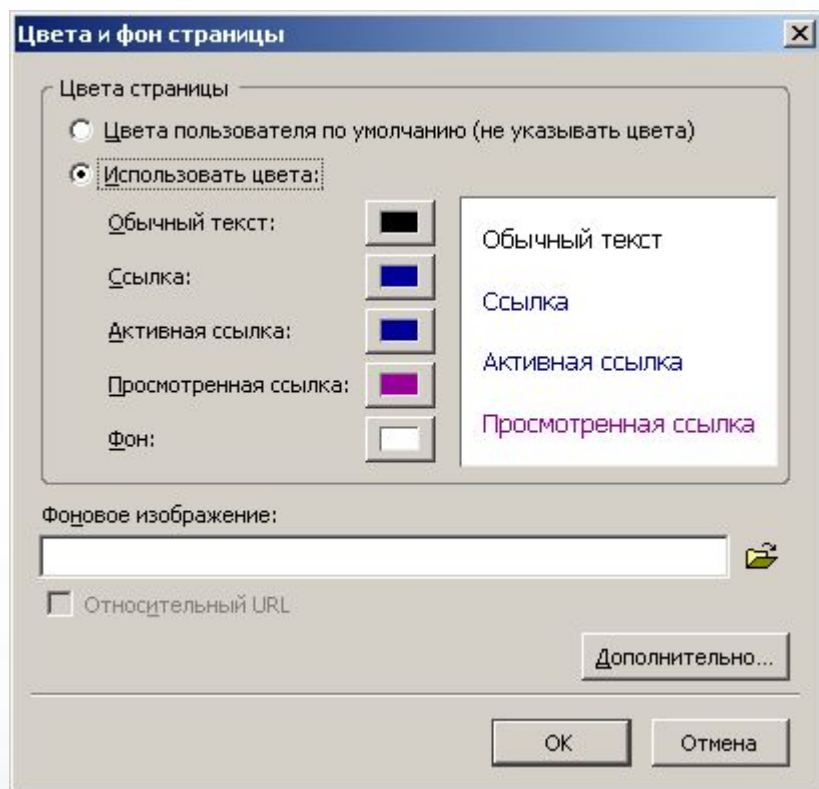 Цвета и фон страницы
Цвета страницы
Цвета пользователя по умолчанию (не указывать цвета)
Использовать цвета:
Обычный текст:
Ссылка:
Активная ссылка:
Просмотренная ссылка:
Фон:
Обычный текст
Ссылка
Активная ссылка
Просмотренная ссылка
Фоновое изображение:
Относительный URL
Дополнительно...
OK
Отмена